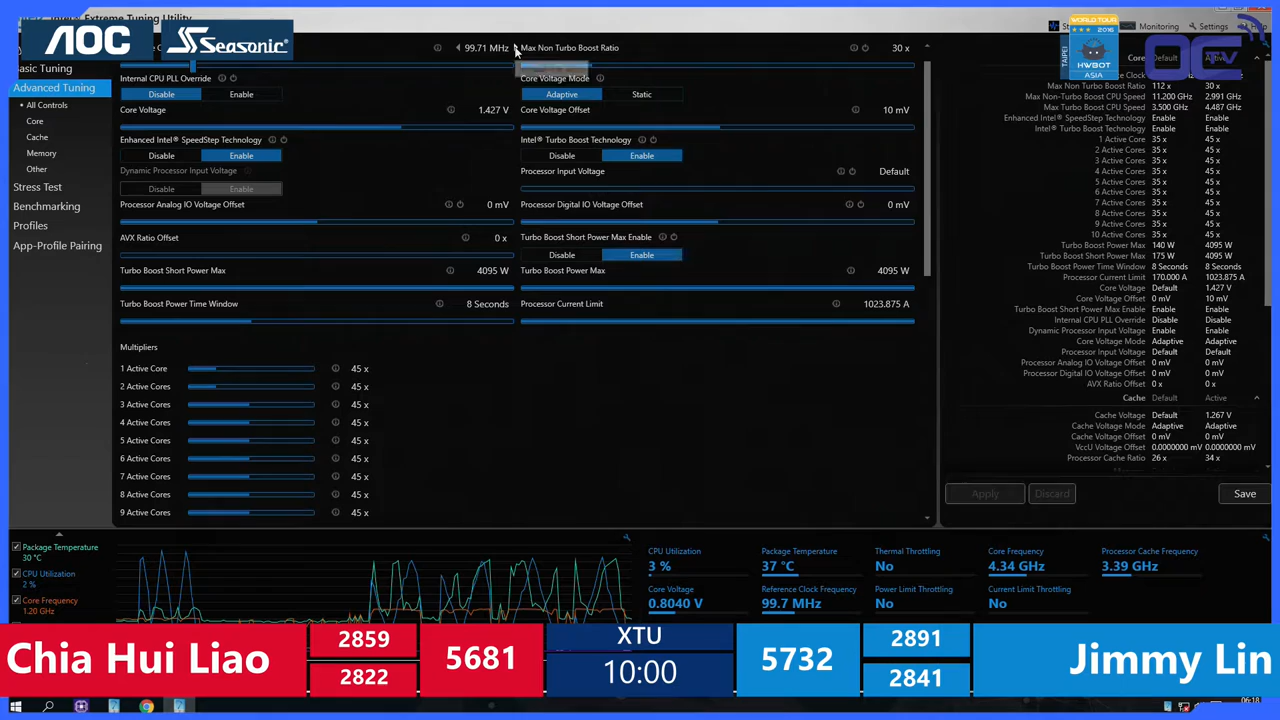 Extreme Tuning Utility
AOC
Seasonic
WORLD TOUR
2016
TAIPEI
HWBOT
ASIA
OC TV
Monitoring
Settings
99.71 MHz
Max Non Turbo Boost Ratio
30 x
Basic Tuning
Advanced Tuning
All Controls
Core
Cache
Memory
Other
Stress Test
Benchmarking
Profiles
App-Profile Pairing
Internal CPU PLL Override
Disable
Enable
Core Voltage Mode
Adaptive
Static
Core Voltage
1.427 V
Core Voltage Offset
10 mV
Enhanced Intel® SpeedStep Technology
Disable
Enable
Intel® Turbo Boost Technology
Disable
Enable
Dynamic Processor Input Voltage
Disable
Enable
Processor Input Voltage
Default
Processor Analog IO Voltage Offset
0 mV
Processor Digital IO Voltage Offset
0 mV
AVX Ratio Offset
0 x
Turbo Boost Short Power Max Enable
Disable
Enable
Turbo Boost Short Power Max
4095 W
Turbo Boost Power Max
4095 W
Turbo Boost Power Time Window
8 Seconds
Processor Current Limit
1023.875 A
Multipliers
1 Active Core 45 x
2 Active Cores 45 x
3 Active Cores 45 x
4 Active Cores 45 x
5 Active Cores 45 x
6 Active Cores 45 x
7 Active Cores 45 x
8 Active Cores 45 x
9 Active Cores 45 x
Core Default Active
Max Non Turbo Boost Ratio 112 x 30 x
Max Non-Turbo Boost CPU Speed 11.200 GHz 2.991 GHz
Max Turbo Boost CPU Speed 3.500 GHz 4.487 GHz
Enhanced Intel® SpeedStep Technology Enable Enable
Intel® Turbo Boost Technology Enable Enable
1 Active Core 35 x 45 x
2 Active Cores 35 x 45 x
3 Active Cores 35 x 45 x
4 Active Cores 35 x 45 x
5 Active Cores 35 x 45 x
6 Active Cores 35 x 45 x
7 Active Cores 35 x 45 x
8 Active Cores 35 x 45 x
9 Active Cores 35 x 45 x
10 Active Cores 35 x 45 x
Turbo Boost Power Max 140 W 4095 W
Turbo Boost Short Power Max 175 W 4095 W
Turbo Boost Power Time Window 8 Seconds 8 Seconds
Processor Current Limit 170.000 A 1023.875 A
Core Voltage Default 1.427 V
Core Voltage Offset 0 mV 10 mV
Turbo Boost Short Power Max Enable Enable Enable
Internal CPU PLL Override Disable Disable
Dynamic Processor Input Voltage Enable Enable
Core Voltage Mode Adaptive Adaptive
Processor Input Voltage Default Default
Processor Analog IO Voltage Offset 0 mV 0 mV
Processor Digital IO Voltage Offset 0 mV 0 mV
AVX Ratio Offset 0 x 0 x
Cache Default Active
Cache Voltage Default 1.267 V
Cache Voltage Mode Adaptive Adaptive
Cache Voltage Offset 0 mV 0 mV
VccU Voltage Offset 0.0000000 mV 0.0000000 mV
Processor Cache Ratio 26 x 34 x
Apply
Discard
Save
Package Temperature
30 °C
CPU Utilization
2 %
Core Frequency
1.20 GHz
CPU Utilization
3 %
Package Temperature
37 °C
Thermal Throttling
No
Core Frequency
4.34 GHz
Processor Cache Frequency
3.39 GHz
Core Voltage
0.8040 V
Reference Clock Frequency
99.7 MHz
Power Limit Throttling
No
Current Limit Throttling
No
Chia Hui Liao
2859
2822
5681
XTU
10:00
5732
2891
2841
Jimmy Lin
06:18